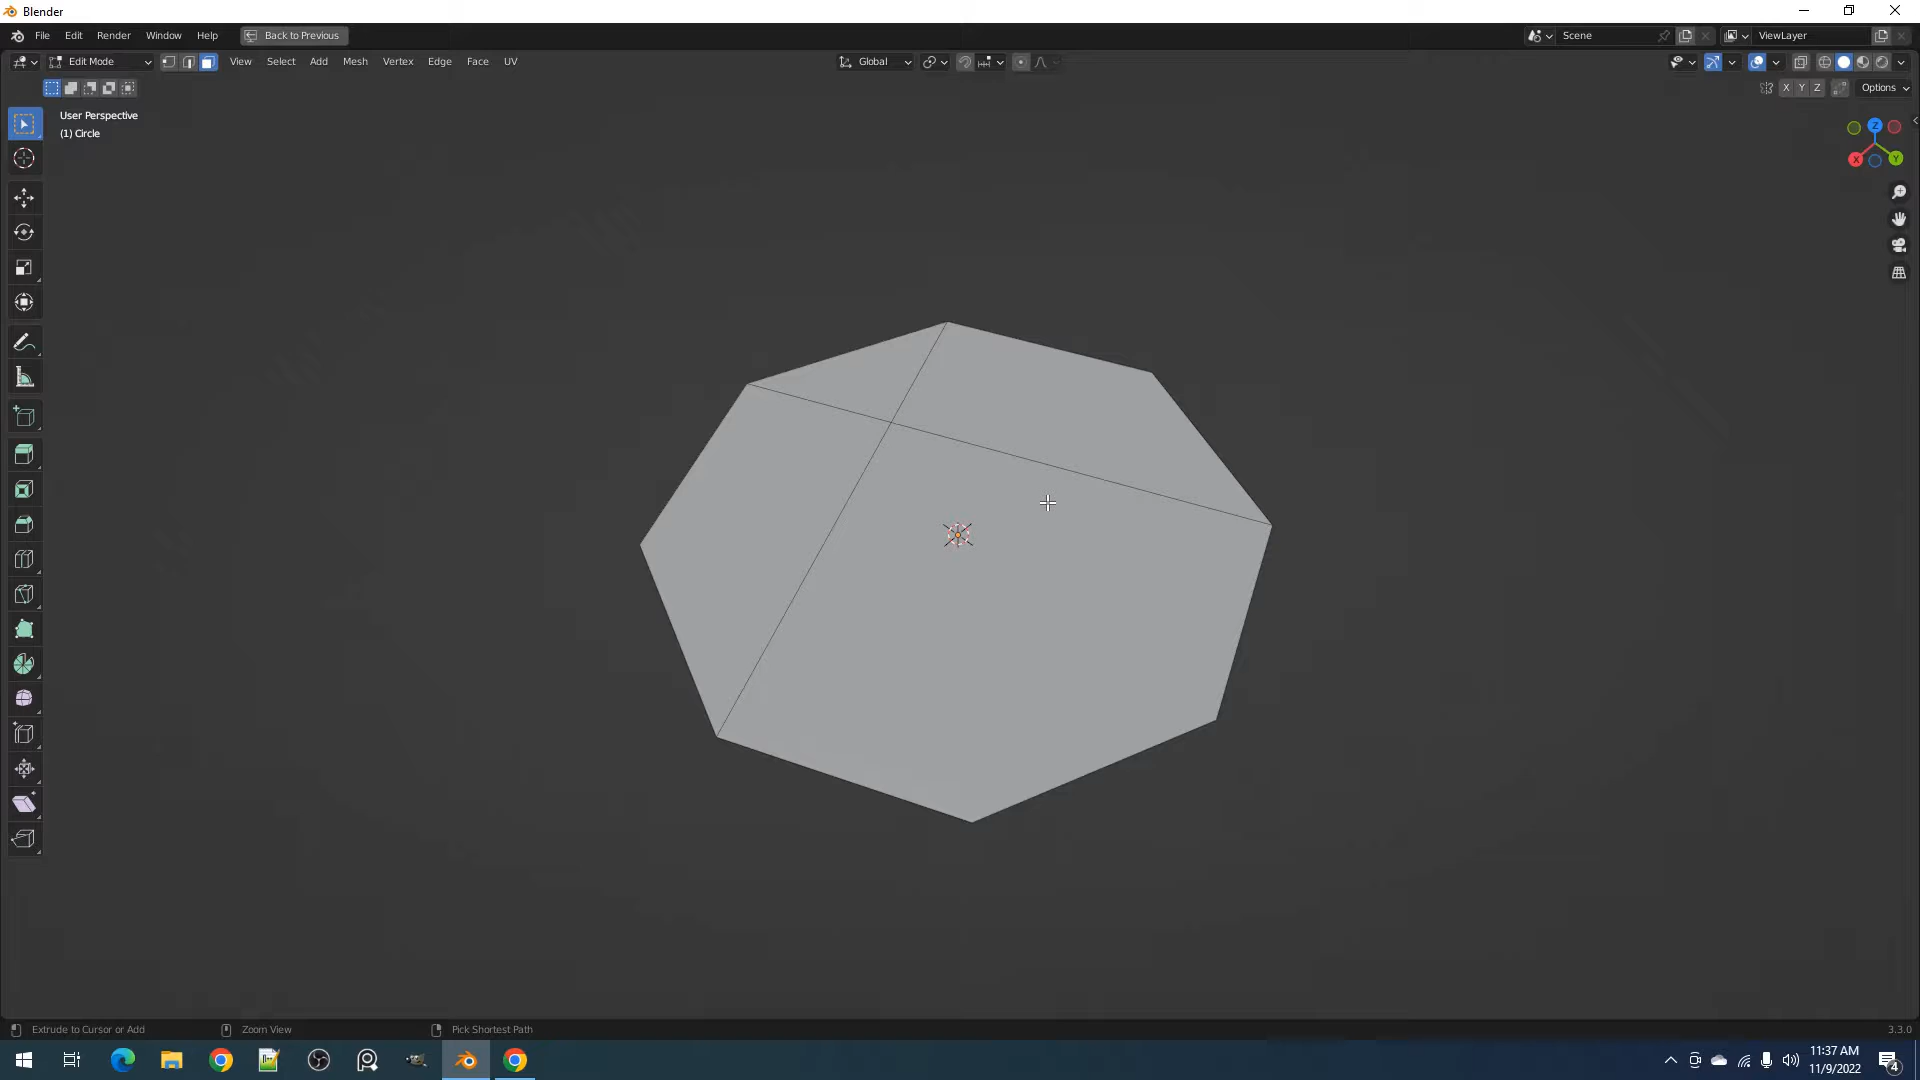 Blender
File Edit Render Window Help Back to Previous Scene ViewLayer
Edit Mode View Select Add Mesh Vertex Edge Face UV Global
X Y Z Options
User Perspective
(1) Circle
Z
X Y
Extrude to Cursor or Add Zoom View Pick Shortest Path 3.3.0
11:37 AM
11/9/2022
4